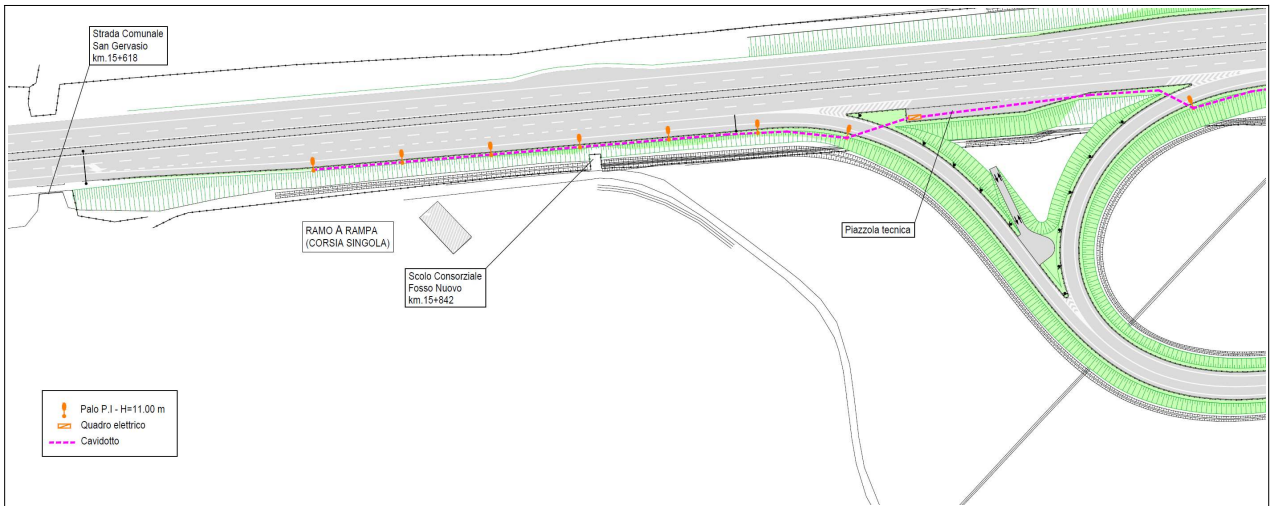 Strada Comunale
San Gervasio
km.15+618
RAMO A RAMPA
(CORSIA SINGOLA)
Scolo Consorziale
Fosso Nuovo
km.15+842
Piazzola tecnica
Palo P.I - H=11.00 m
Quadro elettrico
Cavidotto